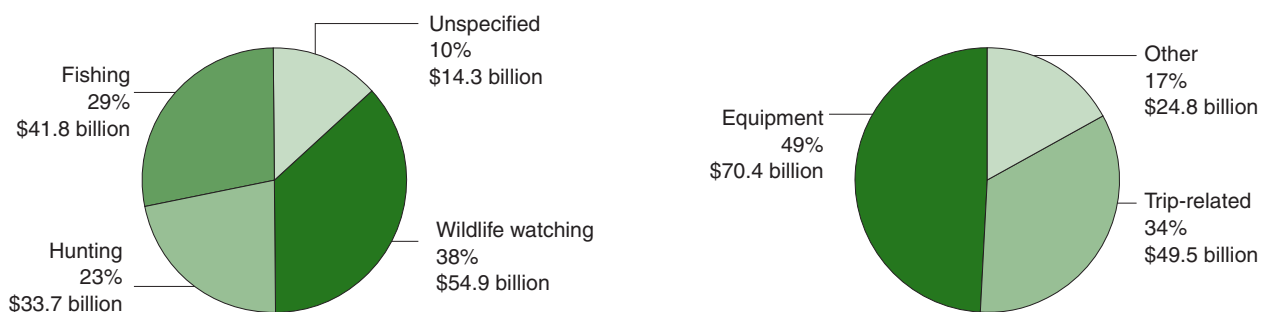 Unspecified
10%
$14.3 billion
Fishing
29%
$41.8 billion
Hunting
23%
$33.7 billion
Wildlife watching
38%
$54.9 billion
Other
17%
$24.8 billion
Equipment
49%
$70.4 billion
Trip-related
34%
$49.5 billion